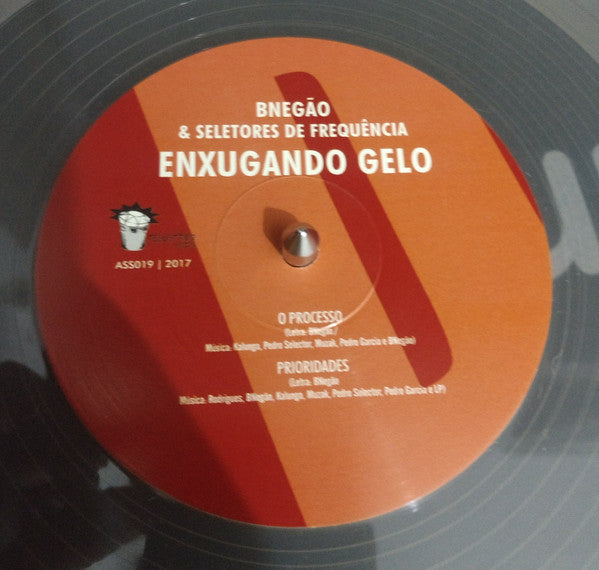 BNEGÃO
& SELETORES DE FREQUÊNCIA
ENXUGANDO GELO
ASS019 | 2017
O PROCESSO
(Letra: BNegão /
Música: Kalunga, Pedro Selector, Muzak, Pedro Garcia e BNegão)
PRIORIDADES
(Letra: BNegão
Música: Rodrigues, BNegão, Kalunga, Muzak, Pedro Selector, Pedro Garcia e LP)